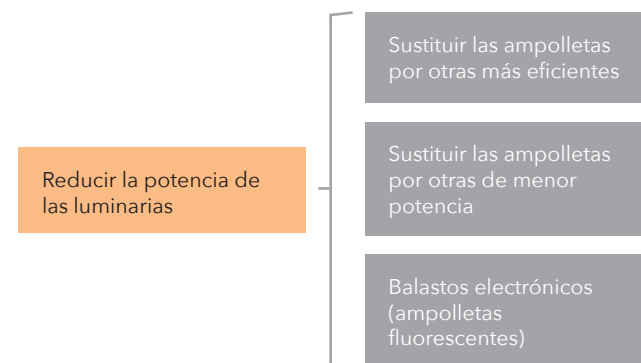 Reducir la potencia de
las luminarias
Sustituir las ampolletas
por otras más eficientes
Sustituir las ampolletas
por otras de menor
potencia
Balastos electrónicos
(ampolletas
fluorescentes)